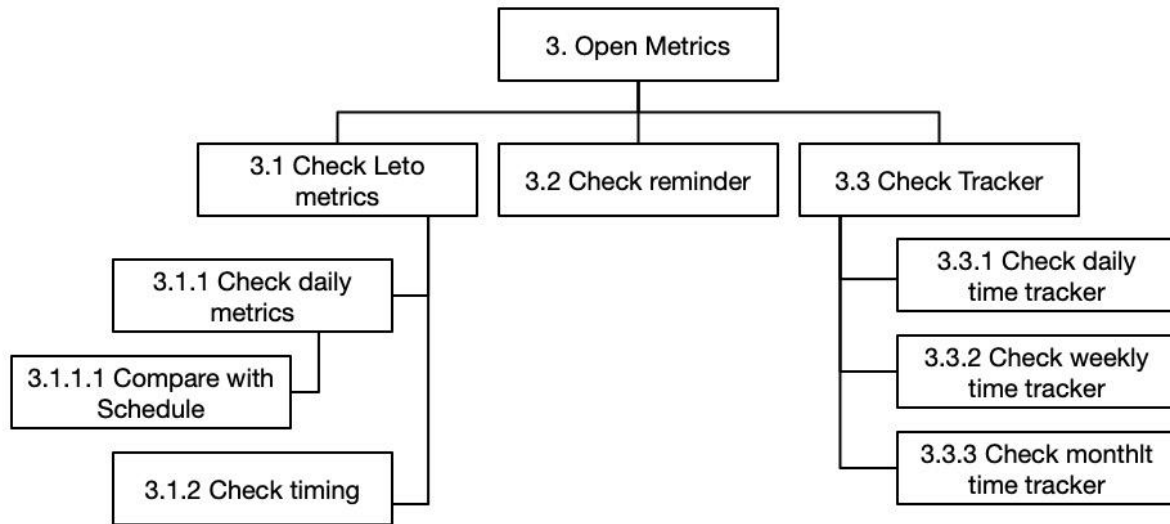 3. Open Metrics
3.1 Check Leto
metrics
3.2 Check reminder
3.3 Check Tracker
3.1.1 Check daily
metrics
3.1.1.1 Compare with
Schedule
3.1.2 Check timing
3.3.1 Check daily
time tracker
3.3.2 Check weekly
time tracker
3.3.3 Check monthlt
time tracker